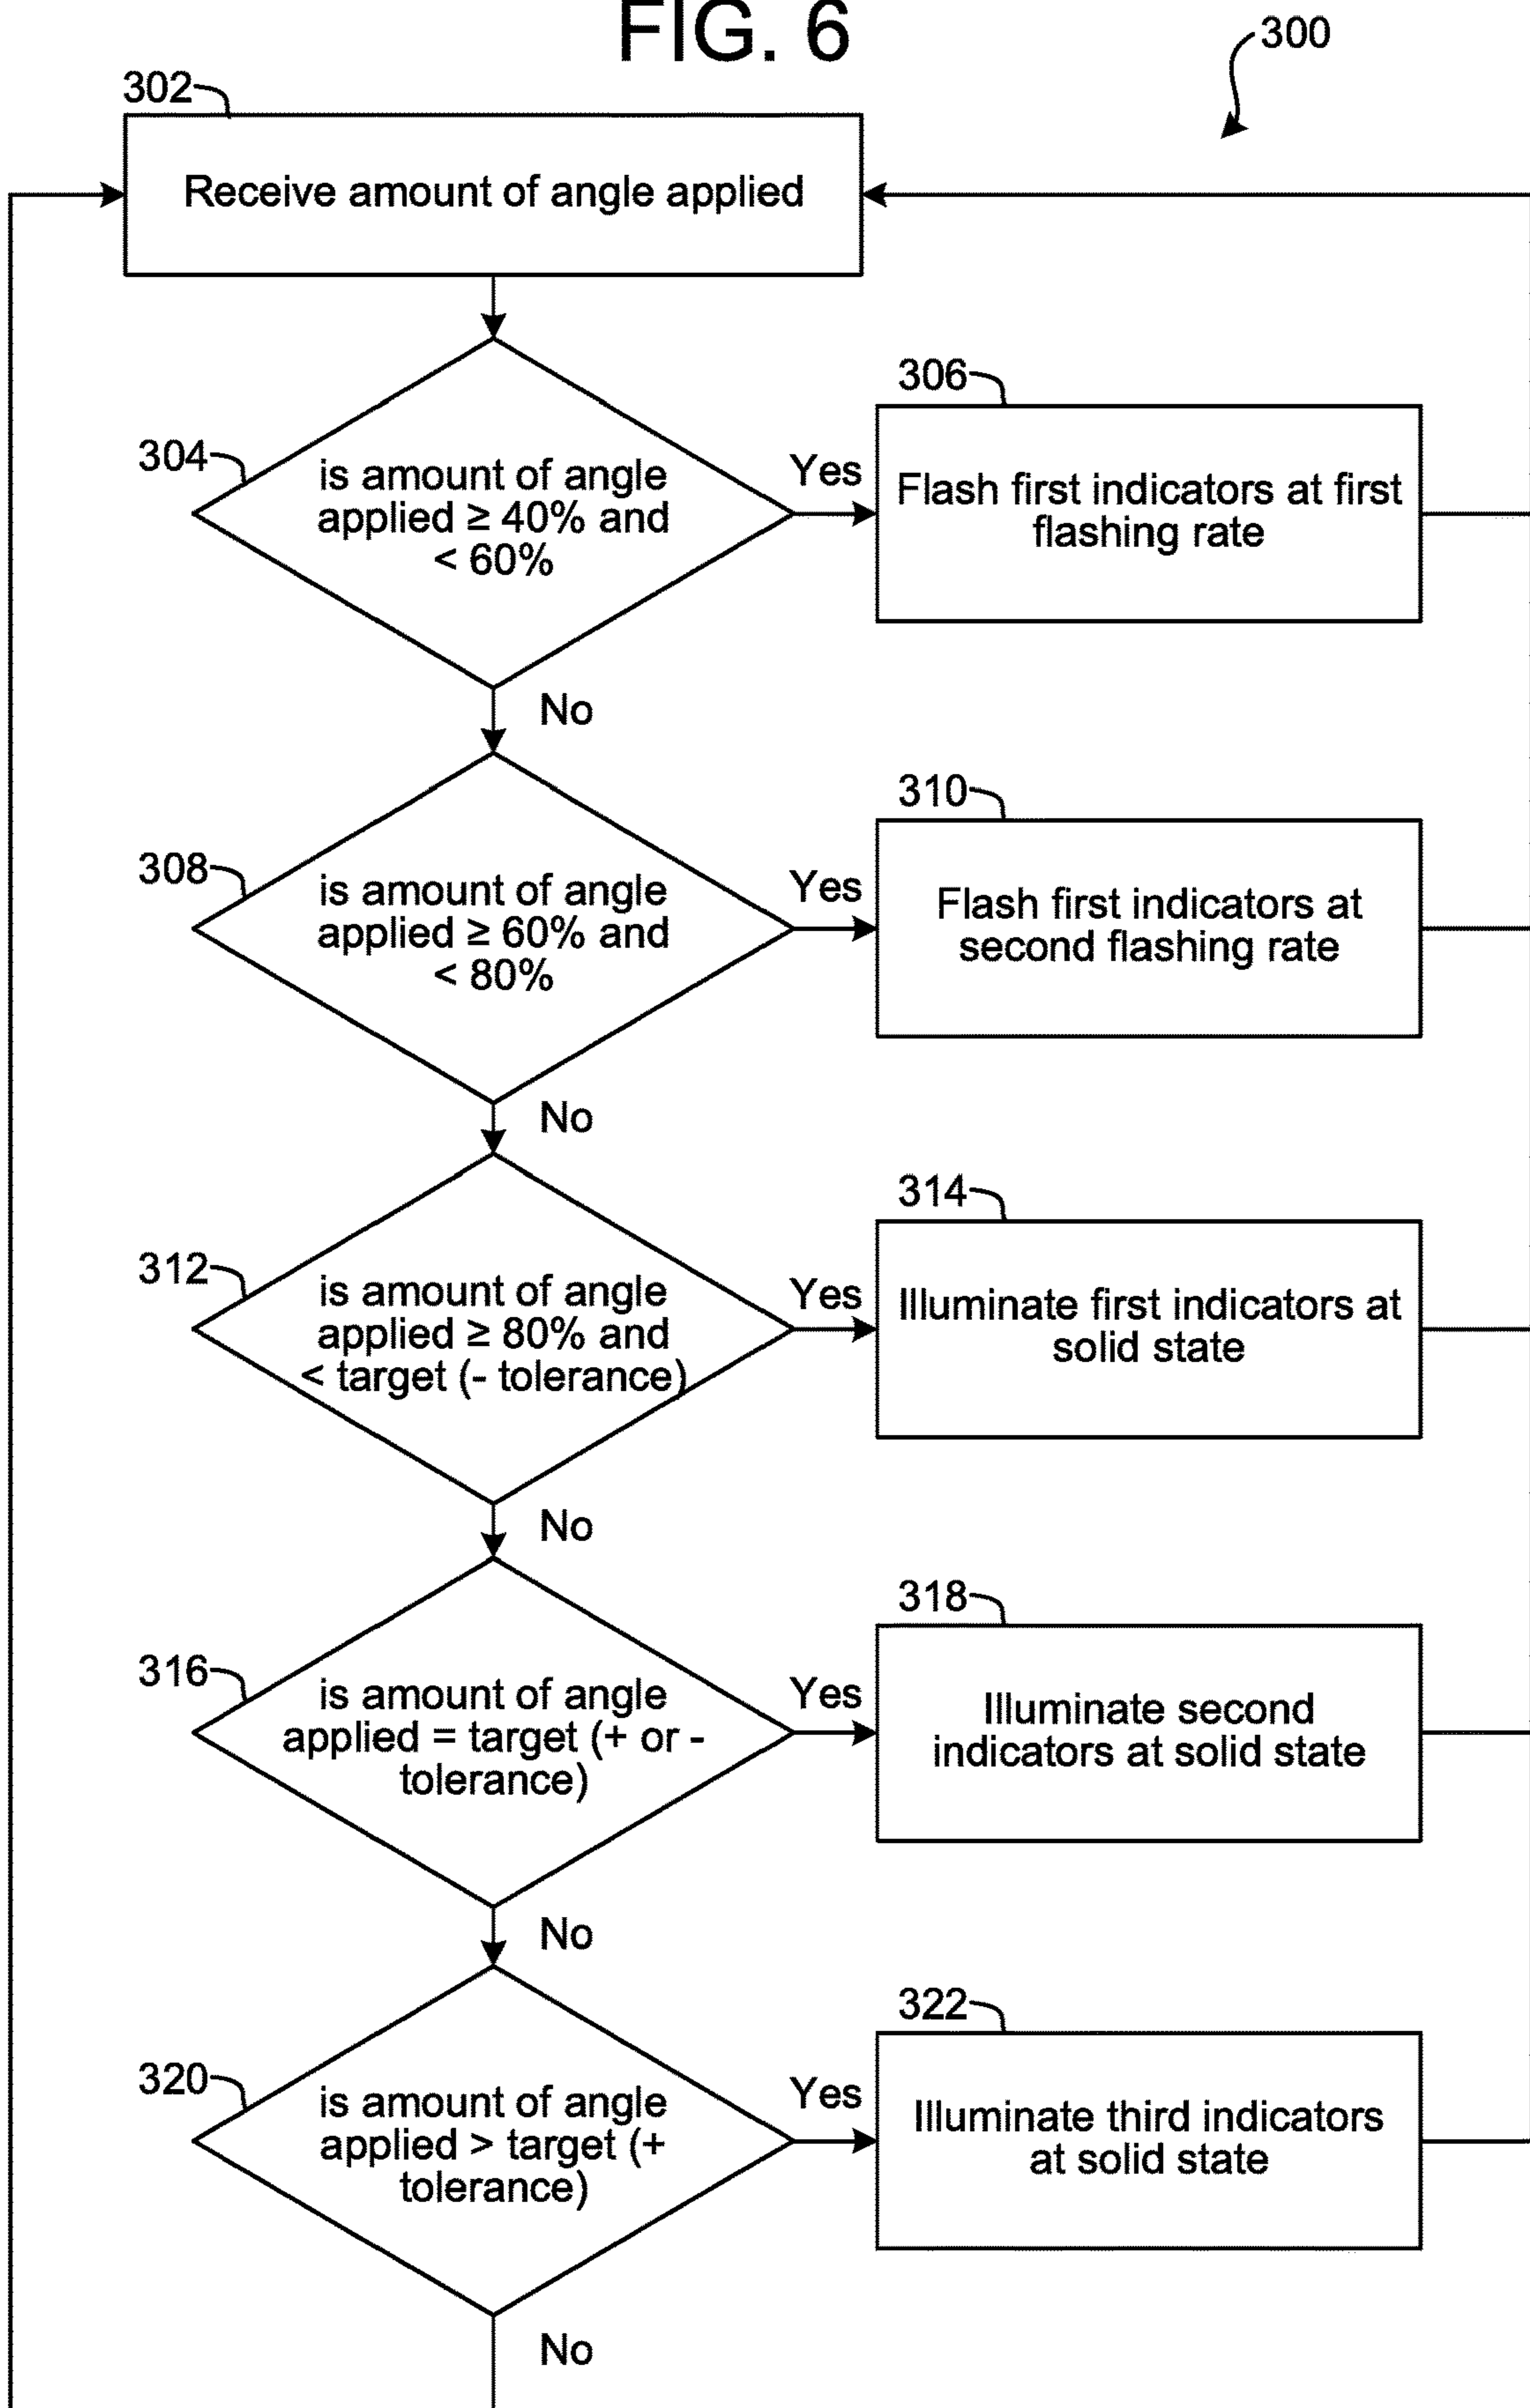 FIG. 6
300
302
Receive amount of angle applied
304
is amount of angle
applied ≥ 40% and
< 60%
Yes
306
Flash first indicators at first
flashing rate
No
308
is amount of angle
applied ≥ 60% and
< 80%
Yes
310
Flash first indicators at
second flashing rate
No
312
is amount of angle
applied ≥ 80% and
< target (- tolerance)
Yes
314
Illuminate first indicators at
solid state
No
316
is amount of angle
applied = target (+ or -
tolerance)
Yes
318
Illuminate second
indicators at solid state
No
320
is amount of angle
applied > target (+
tolerance)
Yes
322
Illuminate third indicators
at solid state
No